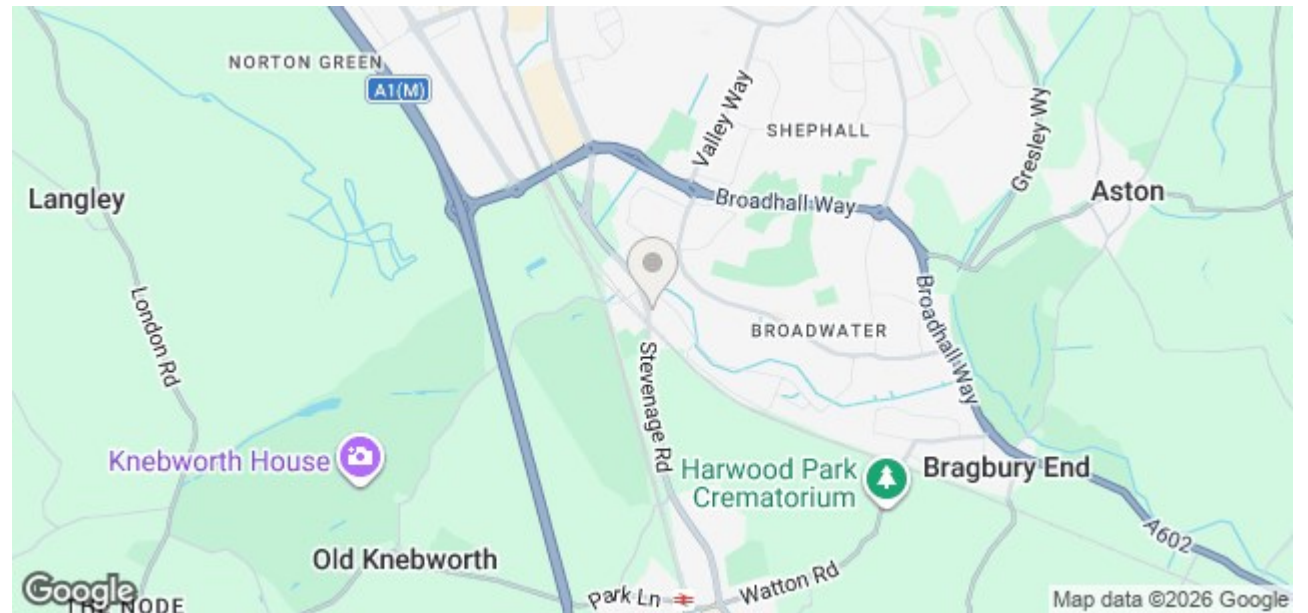 NORTON GREEN
A1(M)
Valley Way
SHEPHALL
Gresley Wy
Langley
Broadhall Way
Aston
London Rd
BROADWATER
Broadhall Way
Stevenage Rd
Knebworth House
Harwood Park
Crematorium
Bragbury End
A602
Old Knebworth
Google
THE NODE
Park Ln
Watton Rd
Map data ©2026 Google